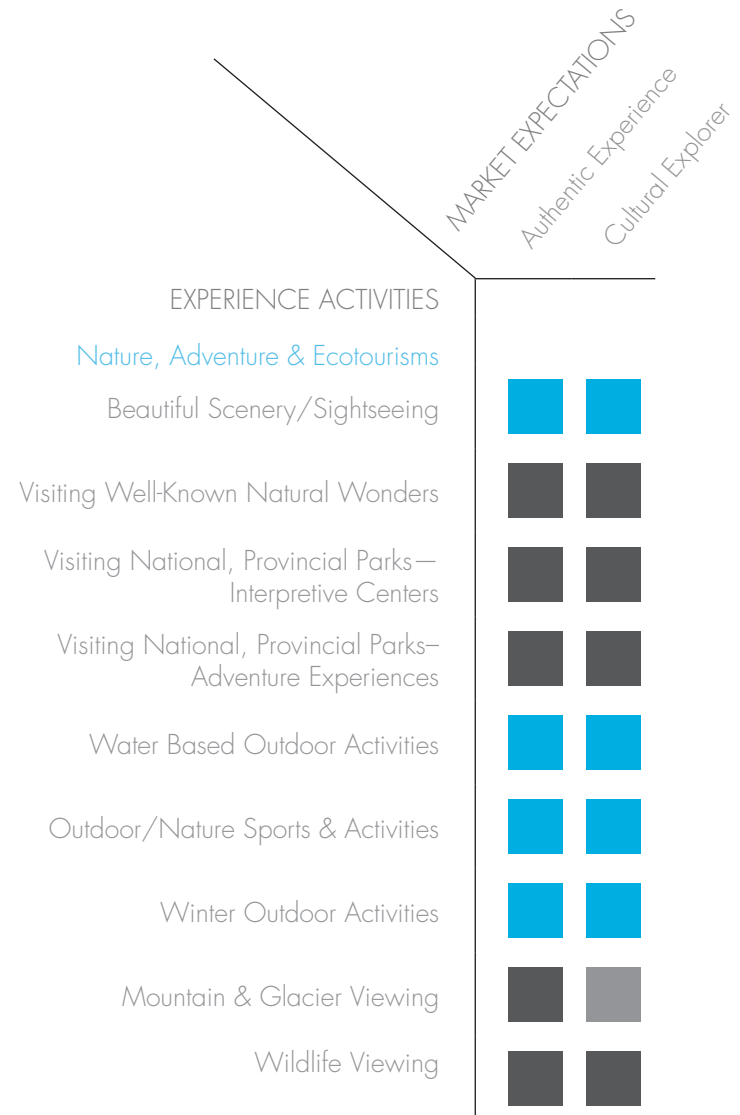 MARKET EXPECTATIONS
Authentic Experience
Cultural Explorer
EXPERIENCE ACTIVITIES
Nature, Adventure & Ecotourisms
Beautiful Scenery/Sightseeing
Visiting Well-Known Natural Wonders
Visiting National, Provincial Parks—
Interpretive Centers
Visiting National, Provincial Parks–
Adventure Experiences
Water Based Outdoor Activities
Outdoor/Nature Sports & Activities
Winter Outdoor Activities
Mountain & Glacier Viewing
Wildlife Viewing